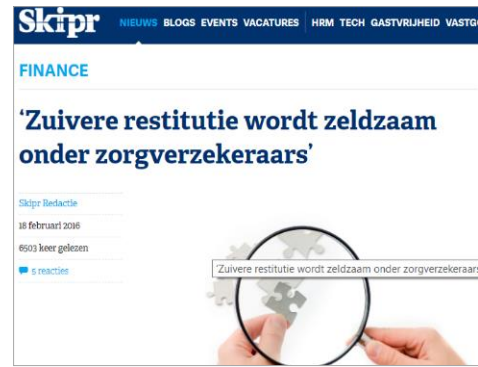 Skipr NIEUWS BLOGS EVENTS VACATURES HRM TECH GASTVRIJHEID VASTG
FINANCE
‘Zuivere restitutie wordt zeldzaam
onder zorgverzekeraars’
Skipr Redactie
18 februari 2016
6503 keer gelezen
5 reacties
'Zuivere restitutie wordt zeldzaam onder zorgverzekeraars